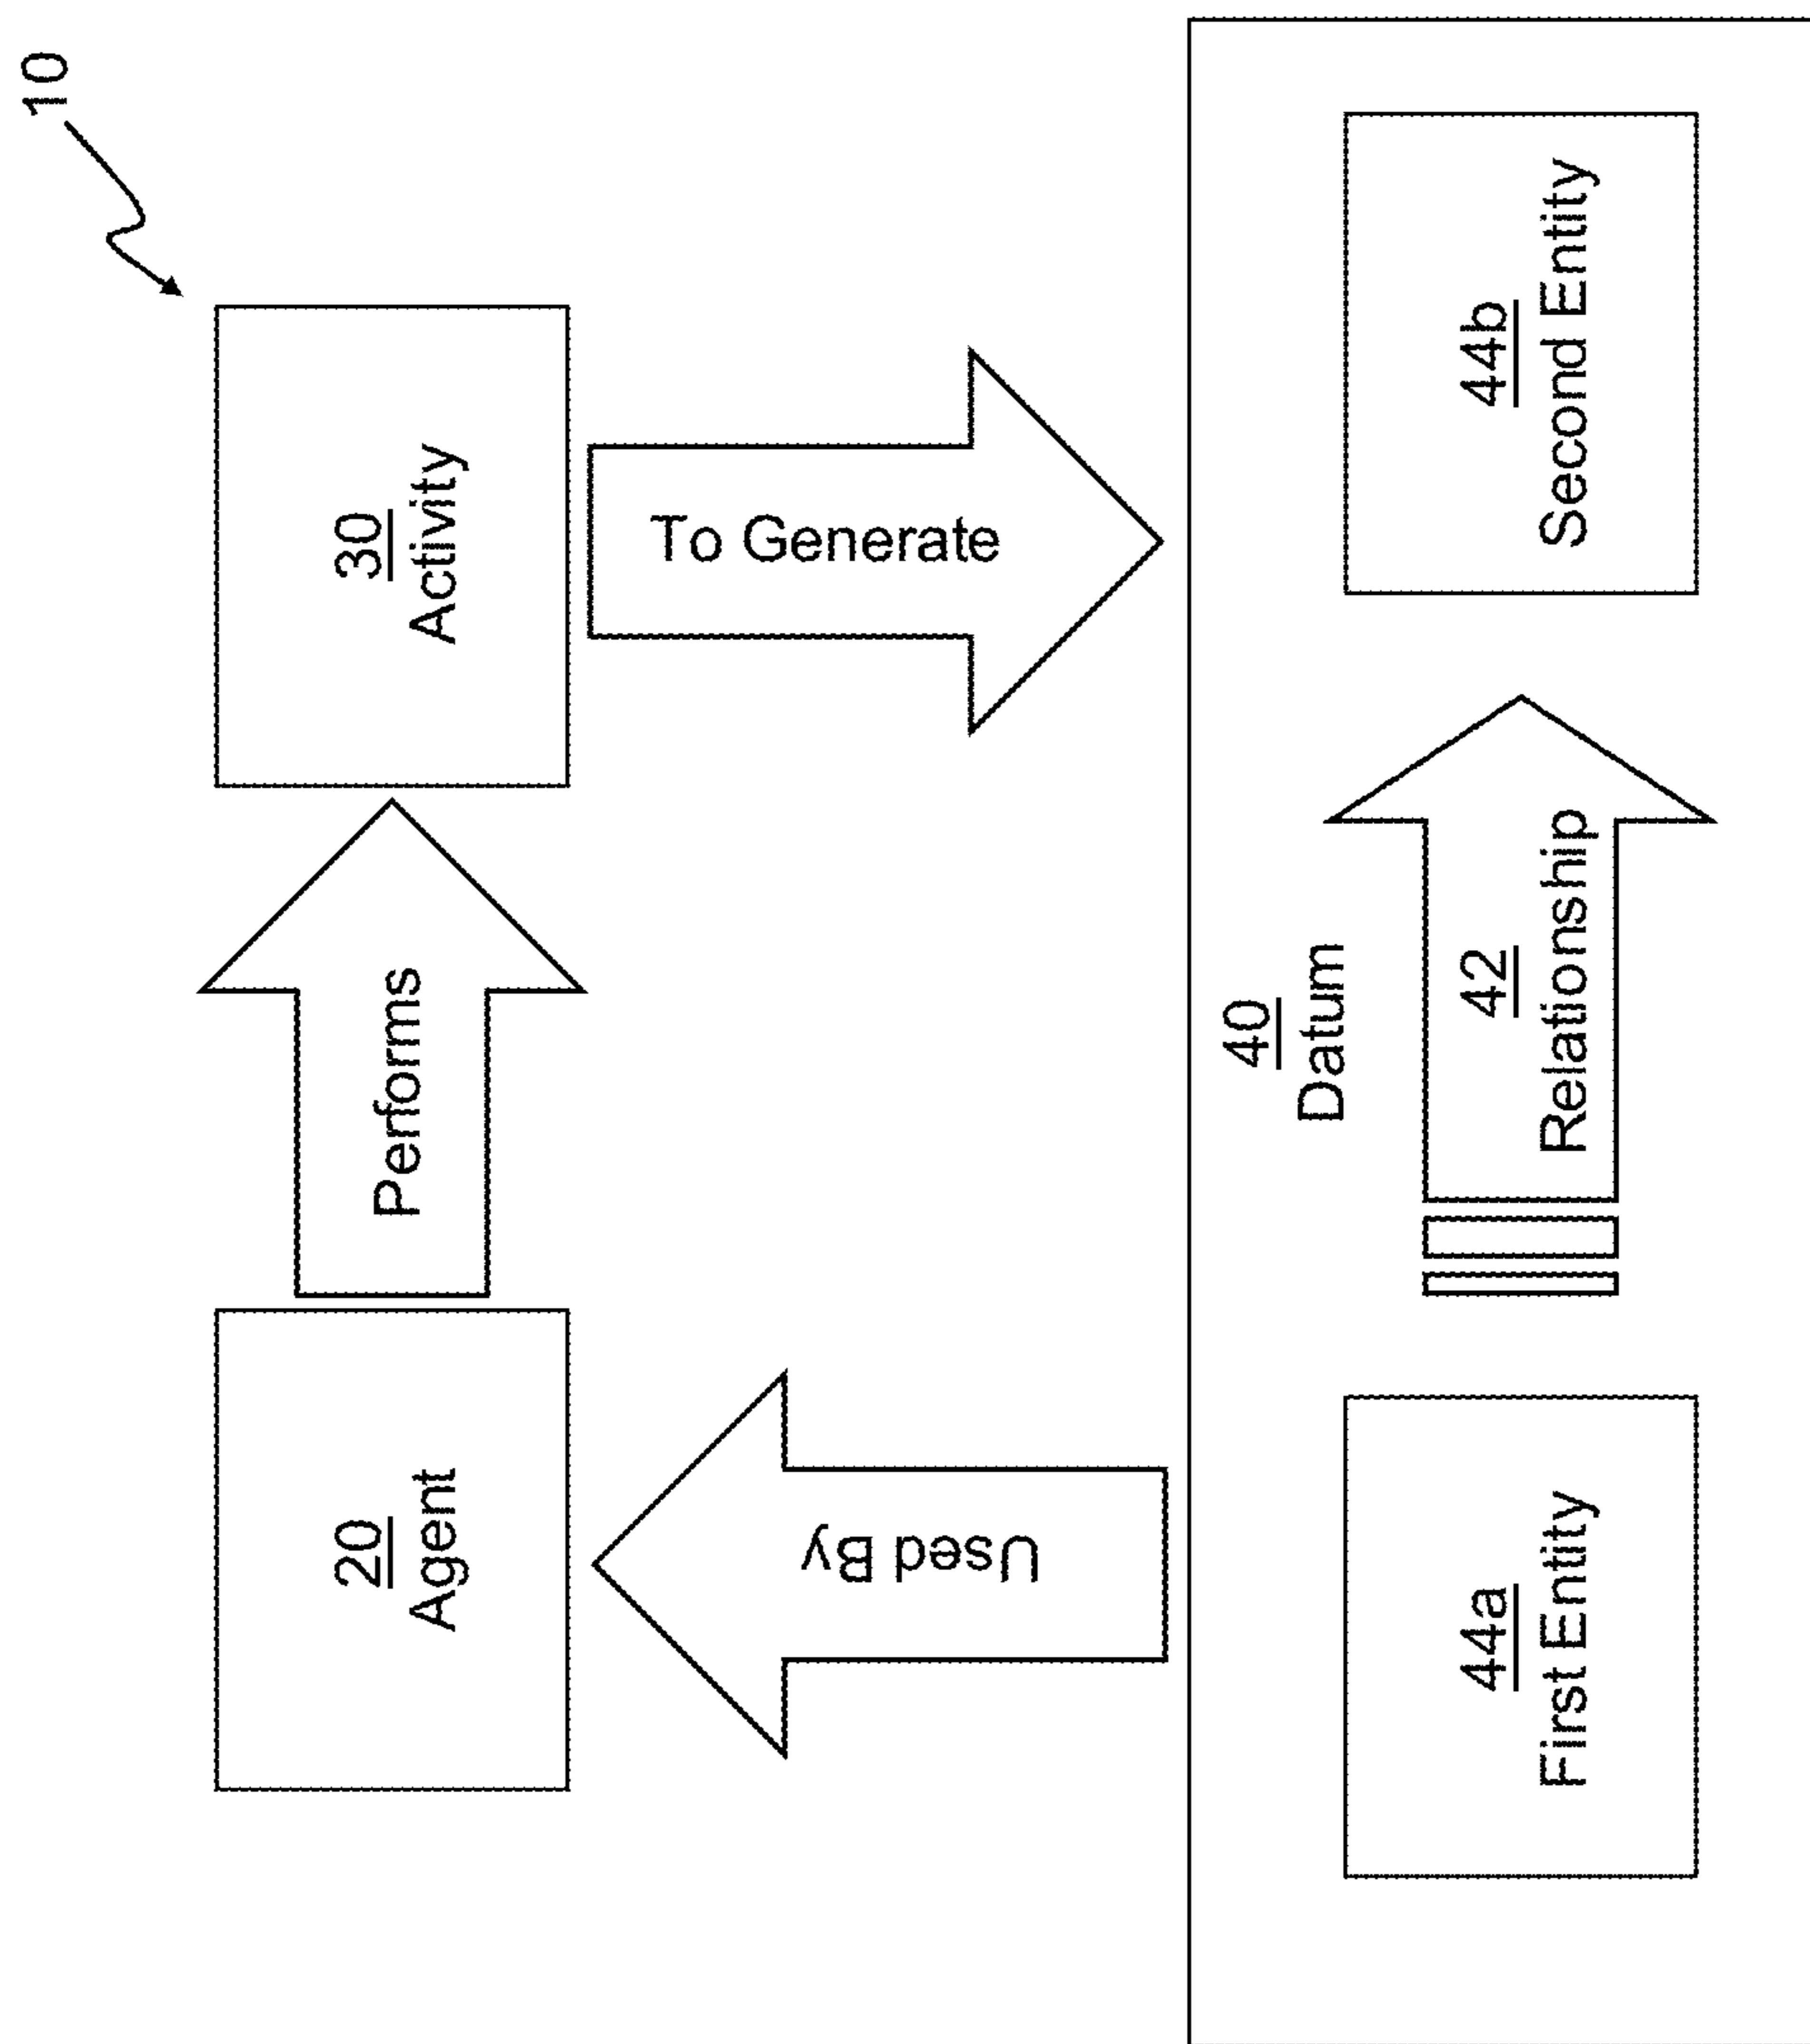 10
20
Agent
Performs
30
Activity
Used By
To Generate
40
Datum
44a
First Entity
42
Relationship
44b
Second Entity